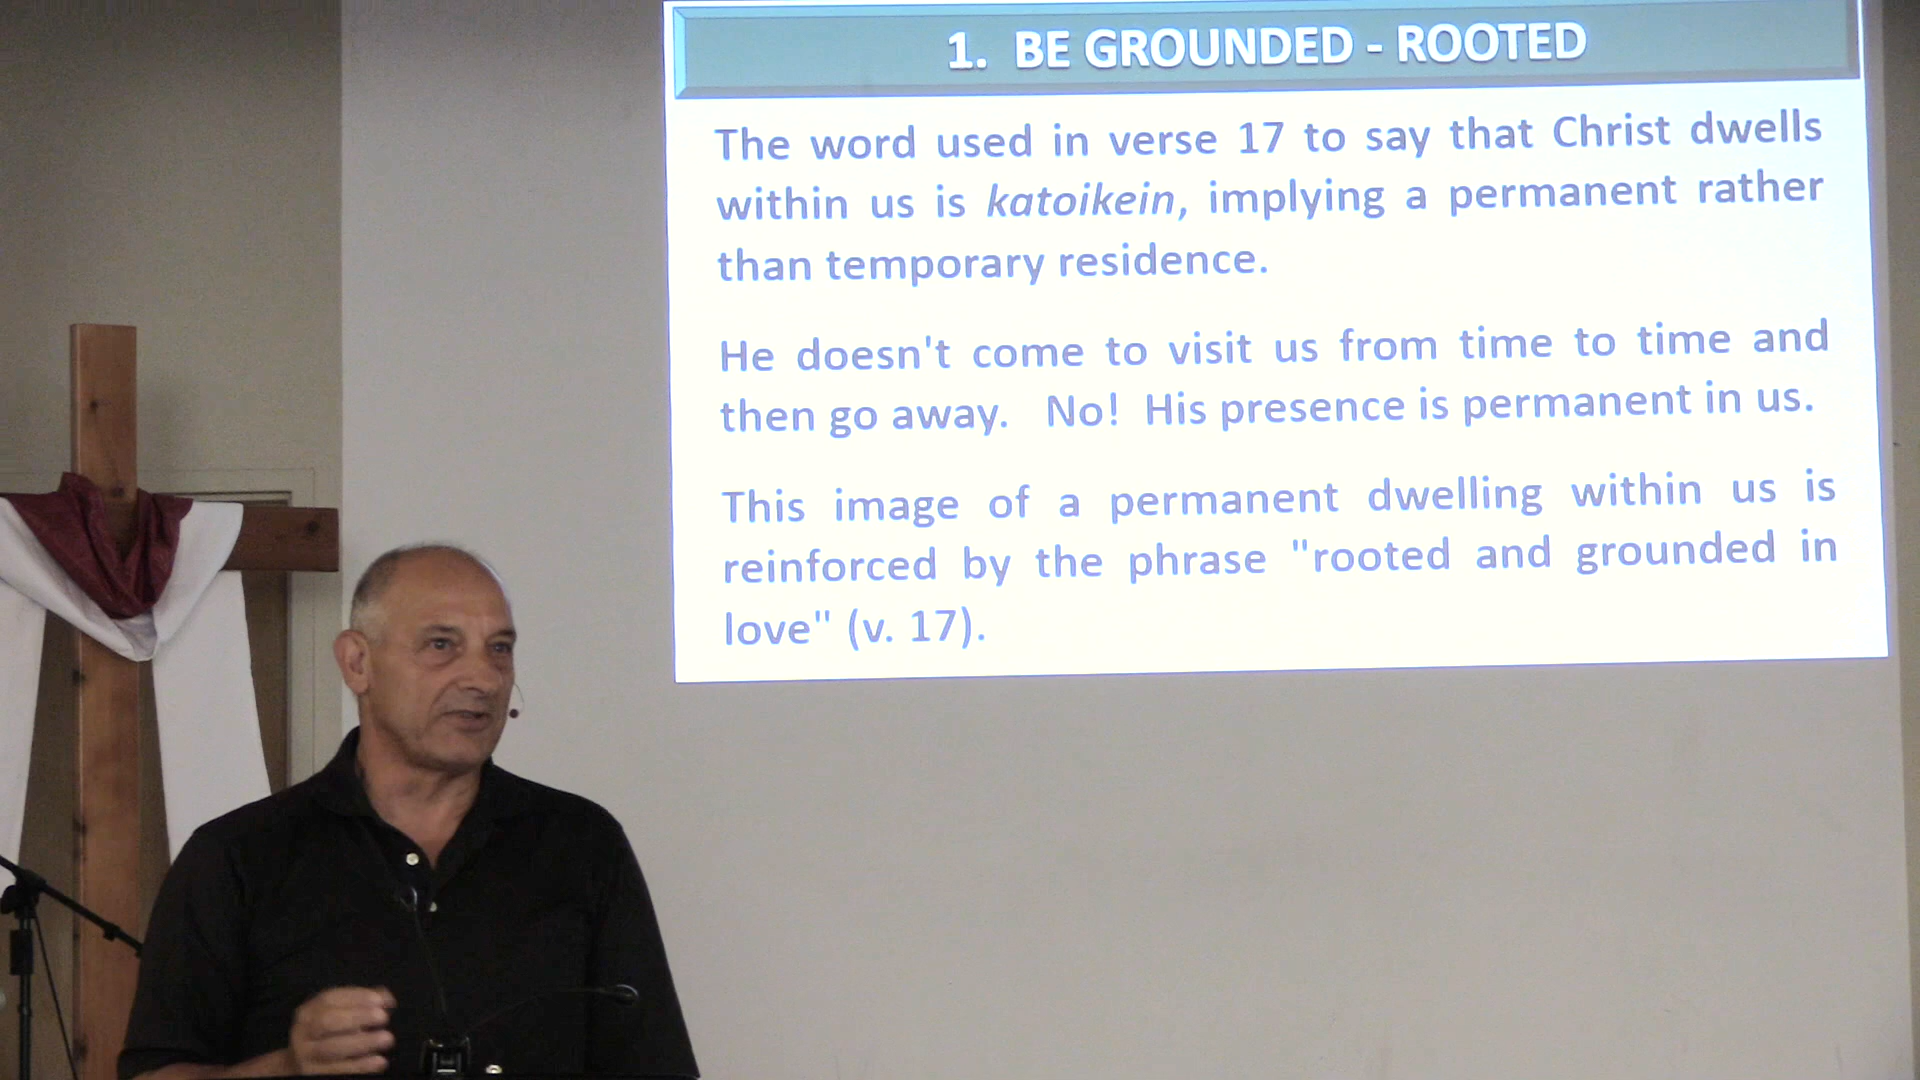 1. BE GROUNDED - ROOTED
The word used in verse 17 to say that Christ dwells
within us is katoikein, implying a permanent rather
than temporary residence.
He doesn't come to visit us from time to time and
then go away. No! His presence is permanent in us.
This image of a permanent dwelling within us is
reinforced by the phrase "rooted and grounded in
love" (v. 17).